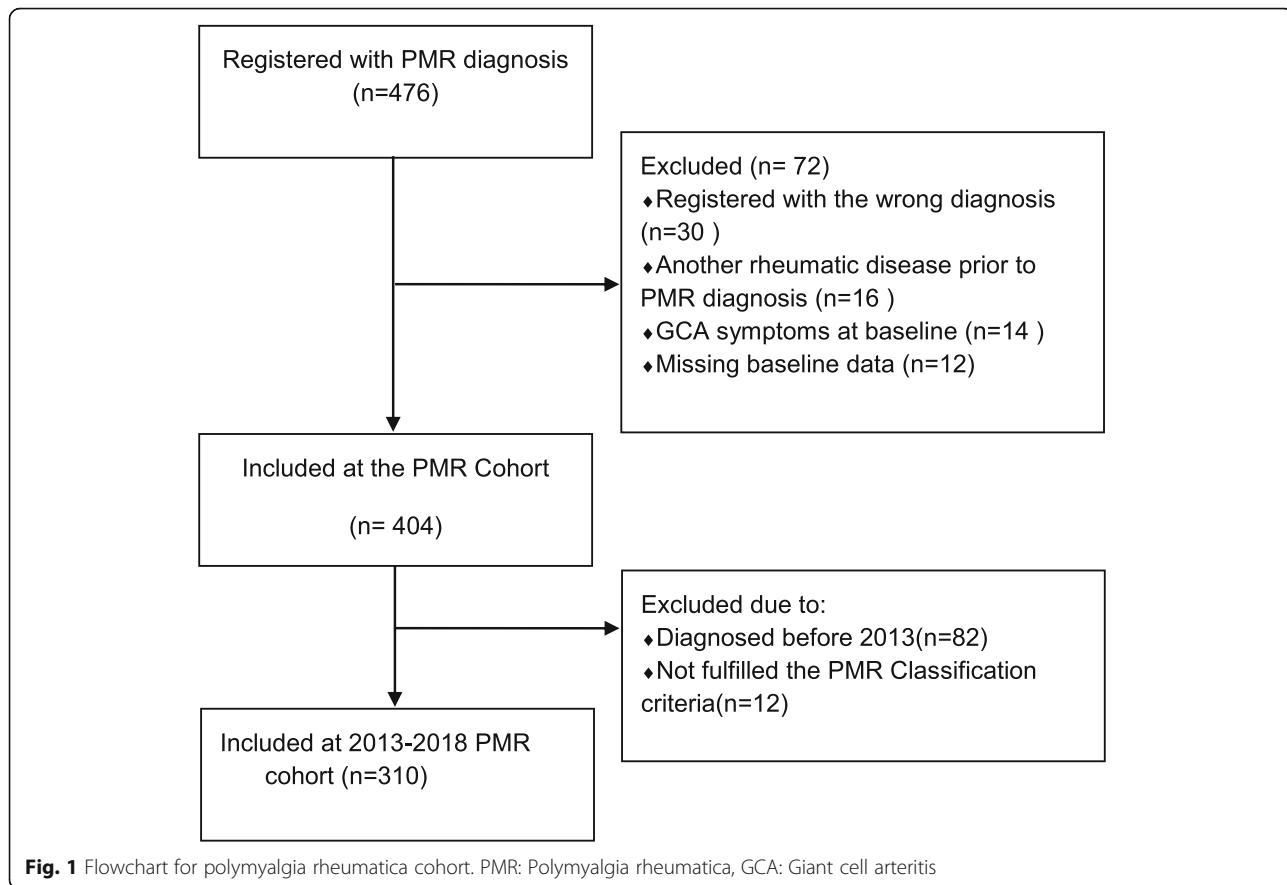 Registered with PMR diagnosis
(n=476)
Excluded (n= 72)
♦Registered with the wrong diagnosis
(n=30 )
♦Another rheumatic disease prior to
PMR diagnosis (n=16 )
♦GCA symptoms at baseline (n=14 )
♦Missing baseline data (n=12)
Included at the PMR Cohort
(n= 404)
Excluded due to:
♦Diagnosed before 2013(n=82)
♦Not fulfilled the PMR Classification
criteria(n=12)
Included at 2013-2018 PMR
cohort (n=310)
Fig. 1 Flowchart for polymyalgia rheumatica cohort. PMR: Polymyalgia rheumatica, GCA: Giant cell arteritis